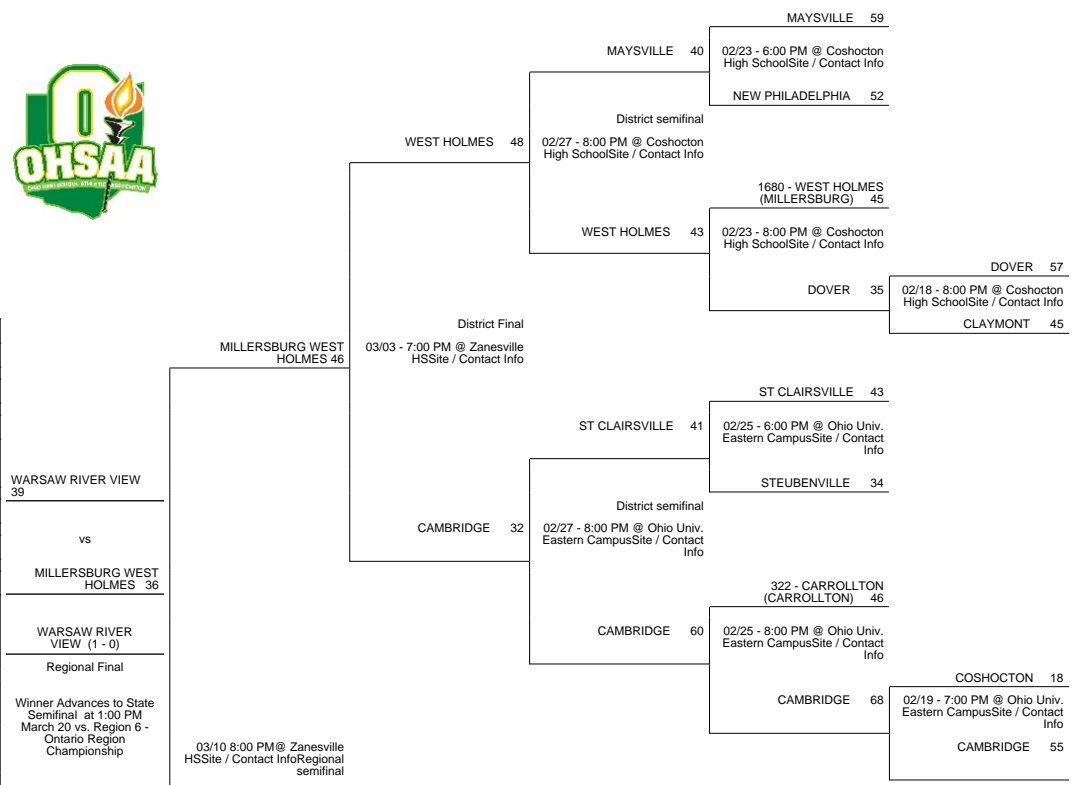 OHSAA
OHIO HIGH SCHOOL ATHLETIC ASSOCIATION
MAYSVILLE 59
02/23 - 6:00 PM @ Coshocton
High SchoolSite / Contact Info
NEW PHILADELPHIA 52
MAYSVILLE 40
District semifinal
02/27 - 8:00 PM @ Coshocton
High SchoolSite / Contact Info
WEST HOLMES 48
1680 - WEST HOLMES
(MILLERSBURG) 45
02/23 - 8:00 PM @ Coshocton
High SchoolSite / Contact Info
WEST HOLMES 43
DOVER 35
DOVER 57
02/18 - 8:00 PM @ Coshocton
High SchoolSite / Contact Info
CLAYMONT 45
District Final
03/03 - 7:00 PM @ Zanesville
HSSite / Contact Info
MILLERSBURG WEST
HOLMES 46
ST CLAIRSVILLE 43
02/25 - 6:00 PM @ Ohio Univ.
Eastern CampusSite / Contact
Info
STEUBENVILLE 34
ST CLAIRSVILLE 41
District semifinal
02/27 - 8:00 PM @ Ohio Univ.
Eastern CampusSite / Contact
Info
CAMBRIDGE 32
322 - CARROLLTON
(CARROLLTON) 46
02/25 - 8:00 PM @ Ohio Univ.
Eastern CampusSite / Contact
Info
CAMBRIDGE 60
CAMBRIDGE 68
COSHOCTON 18
02/19 - 7:00 PM @ Ohio Univ.
Eastern CampusSite / Contact
Info
CAMBRIDGE 55
WARSAW RIVER VIEW
39
vs
MILLERSBURG WEST
HOLMES 36
WARSAW RIVER
VIEW (1 - 0)
Regional Final
Winner Advances to State
Semifinal at 1:00 PM
March 20 vs. Region 6 -
Ontario Region
Championship
03/10 8:00 PM@ Zanesville
HSSite / Contact InfoRegional
semifinal